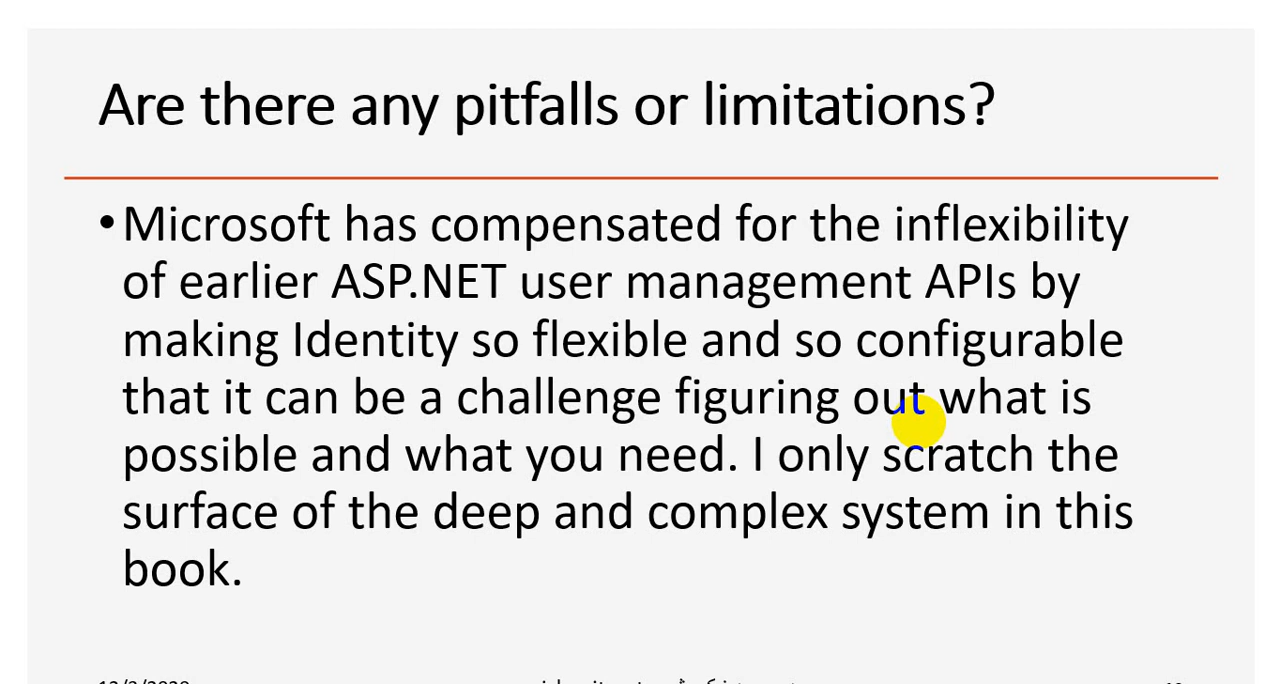 Are there any pitfalls or limitations?
• Microsoft has compensated for the inflexibility
of earlier ASP.NET user management APIs by
making Identity so flexible and so configurable
that it can be a challenge figuring out what is
possible and what you need. I only scratch the
surface of the deep and complex system in this
book.